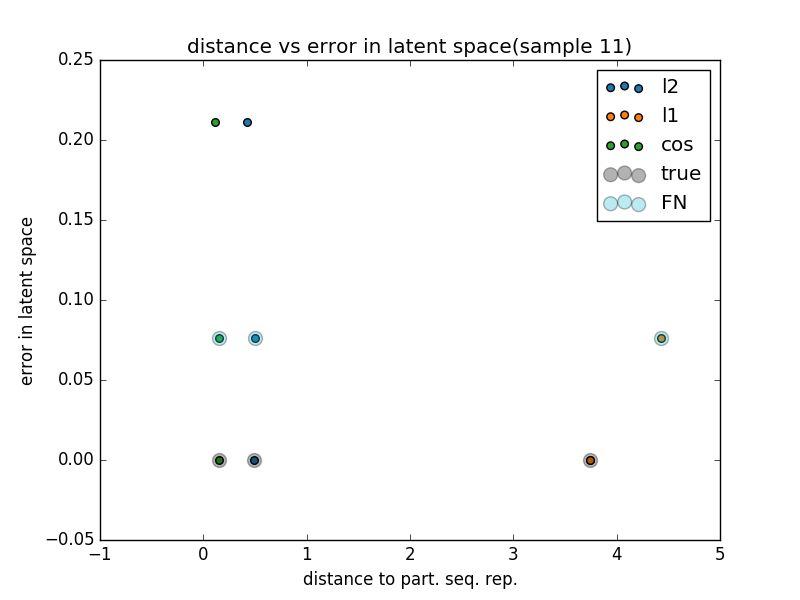 distance vs error in latent space(sample 11)
0.25
0.20
0.15
0.10
0.05
0.00
−0.05
error in latent space
l2
l1
cos
true
FN
−1
0
1
2
3
4
5
distance to part. seq. rep.